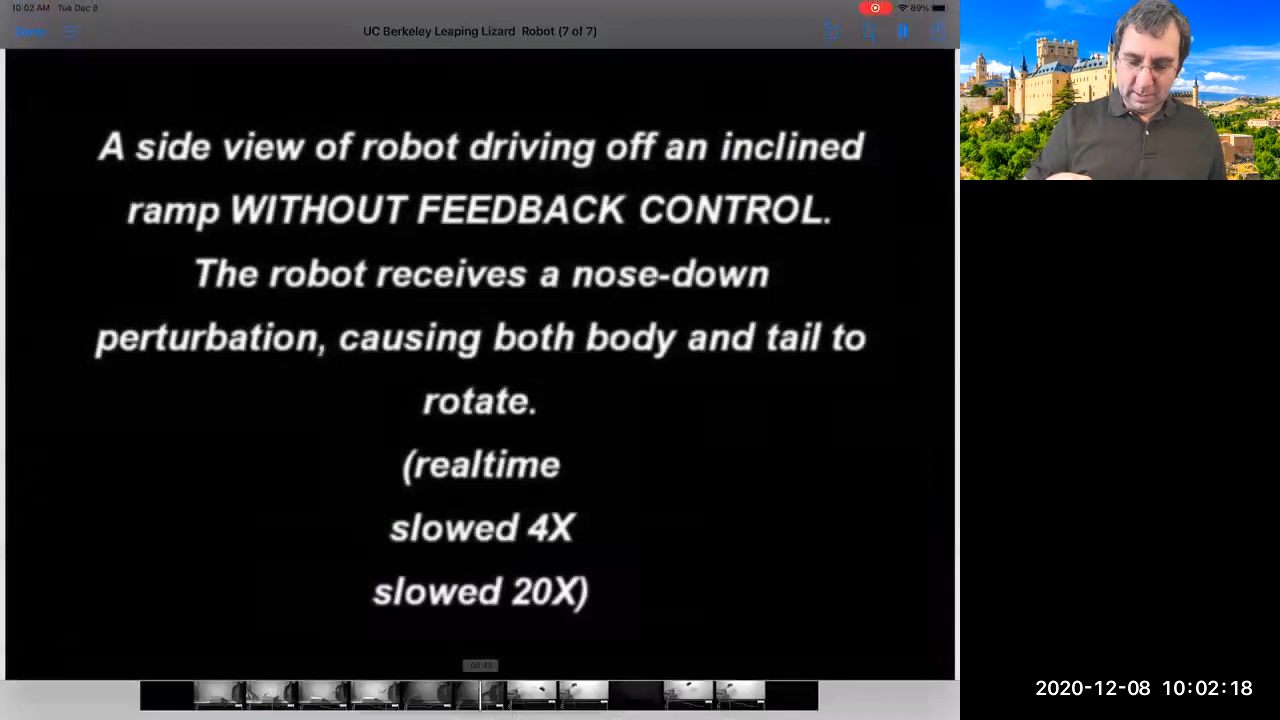 10:02 AM Tue Dec 8
89%
UC Berkeley Leaping Lizard Robot (7 of 7)
A side view of robot driving off an inclined
ramp WITHOUT FEEDBACK CONTROL.
The robot receives a nose-down
perturbation, causing both body and tail to
rotate.
(realtime
slowed 4X
slowed 20X)
2020-12-08 10:02:18